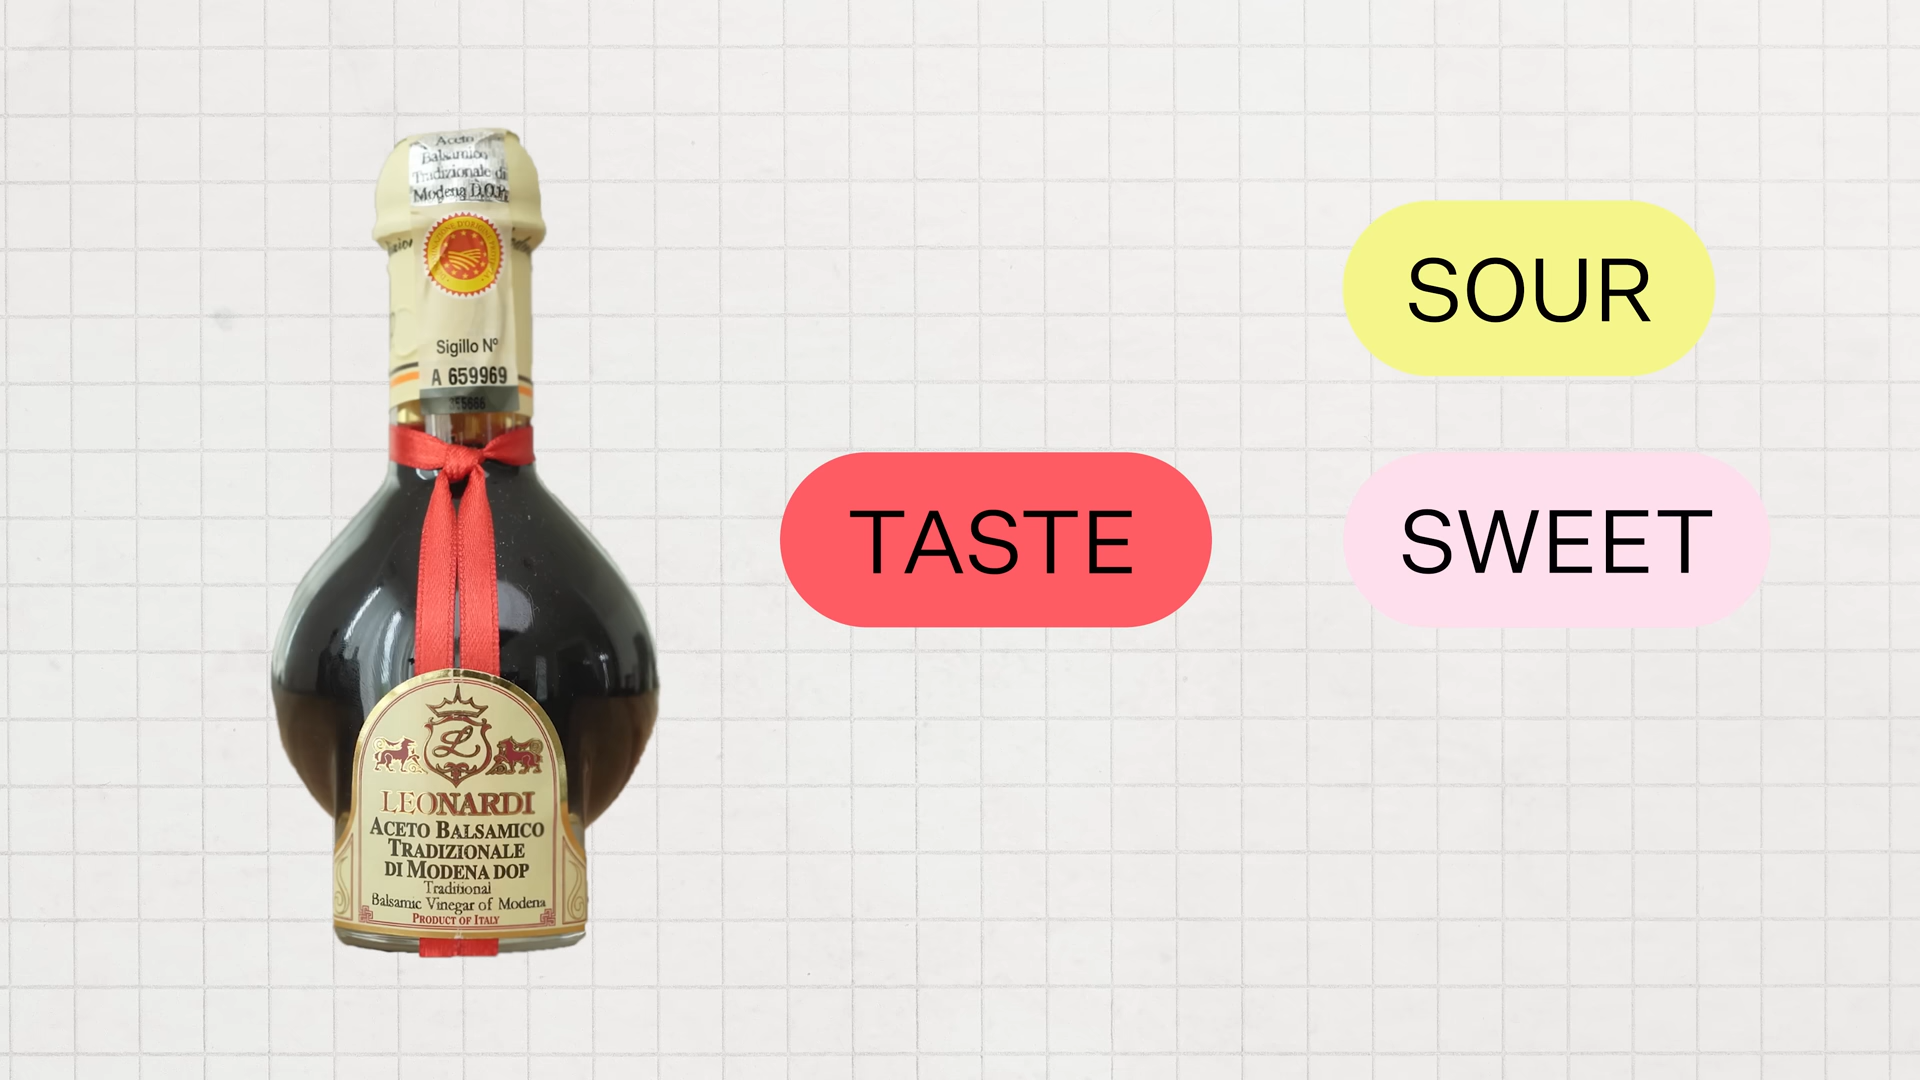 Aceto
Balsamico
Tradizionale di
Modena D.O.P.
Sigillo Nº
A 659969
L
LEONARDI
ACETO BALSAMICO
TRADIZIONALE
DI MODENA DOP
Traditional
Balsamic Vinegar of Modena
PRODUCT OF ITALY
TASTE
SOUR
SWEET